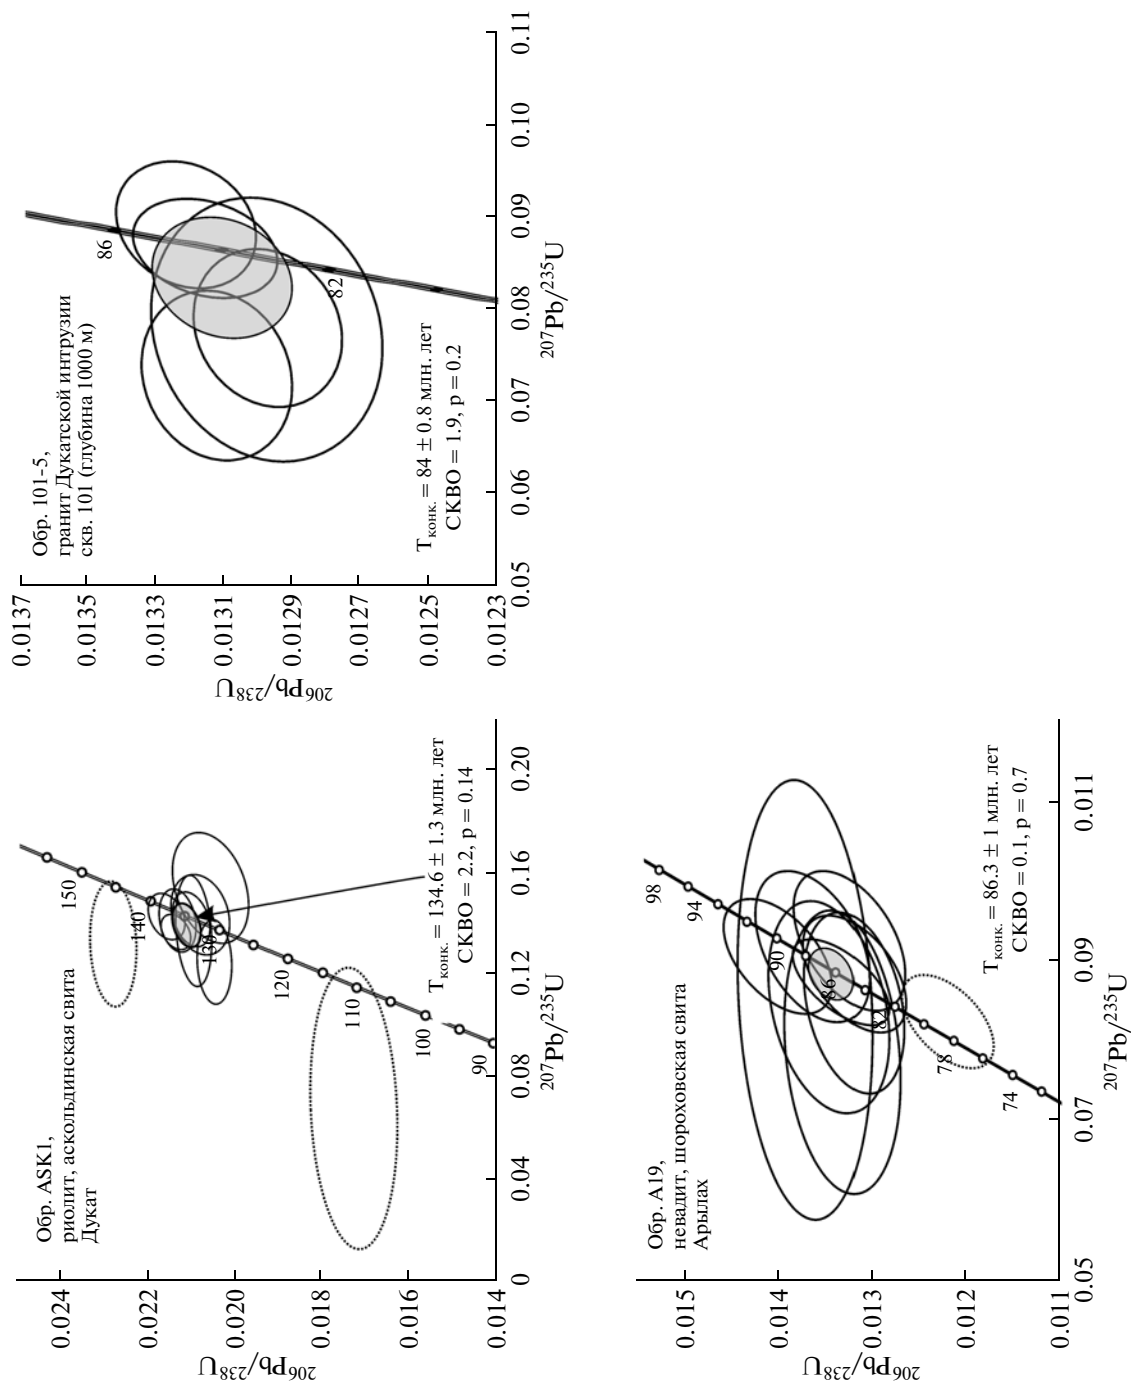 Обр. ASK1,
риолит, аскольдинская свита
Дукат
0.024
0.022
0.020
0.018
0.016
0.014
²⁰⁶Pb/²³⁸U
150
140
130
120
110
100
90
Tконк. = 134.6 ± 1.3 млн. лет
СКВО = 2.2, p = 0.14
0
0.04
0.08
0.12
0.16
0.20
²⁰⁷Pb/²³⁵U
Обр. 101-5,
гранит Дукатской интрузии
скв. 101 (глубина 1000 м)
0.0137
0.0135
0.0133
0.0131
0.0129
0.0127
0.0125
0.0123
²⁰⁶Pb/²³⁸U
86
82
Tконк. = 84 ± 0.8 млн. лет
СКВО = 1.9, p = 0.2
0.05
0.06
0.07
0.08
0.09
0.10
0.11
²⁰⁷Pb/²³⁵U
Обр. А19,
невадит, шороховская свита
Арылах
0.015
0.014
0.013
0.012
0.011
²⁰⁶Pb/²³⁸U
98
94
90
86
82
78
74
Tконк. = 86.3 ± 1 млн. лет
СКВО = 0.1, p = 0.7
0.05
0.07
0.09
0.011
²⁰⁷Pb/²³⁵U